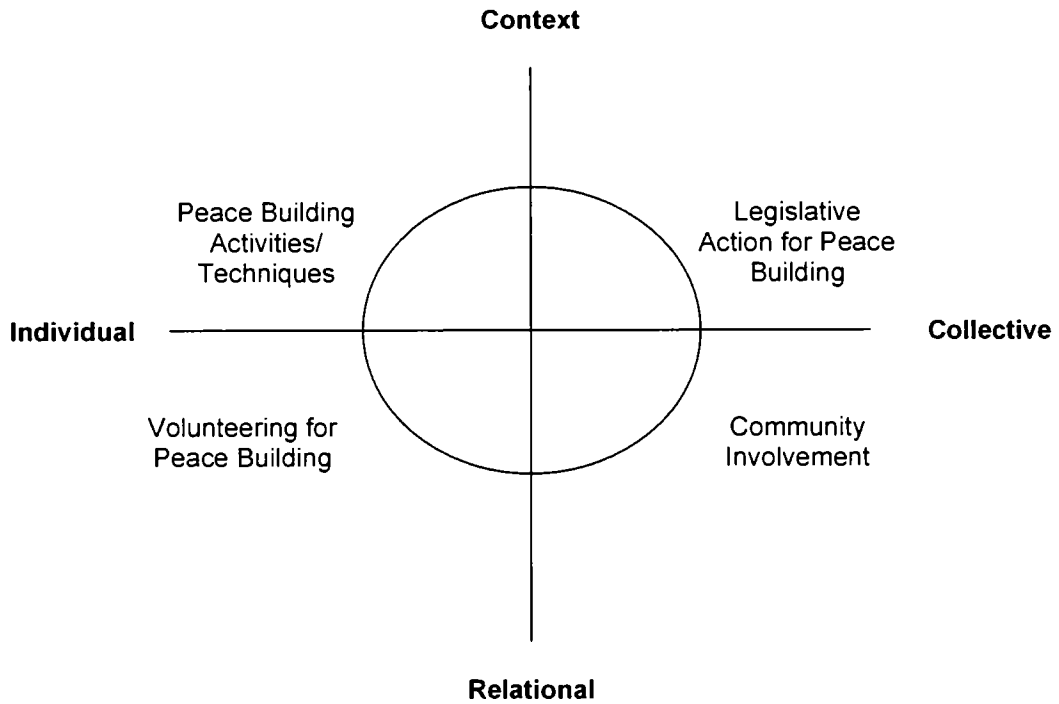 Context
Peace Building
Activities/
Techniques
Legislative
Action for Peace
Building
Individual
Collective
Volunteering for
Peace Building
Community
Involvement
Relational